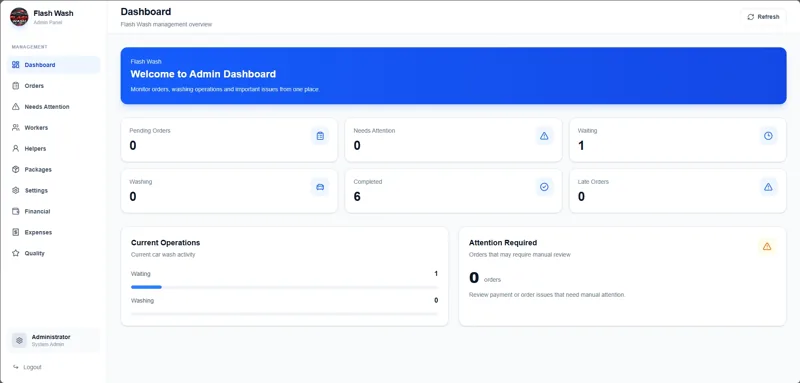 Flash Wash
Admin Panel
MANAGEMENT
Dashboard
Orders
Needs Attention
Workers
Helpers
Packages
Settings
Financial
Expenses
Quality
Administrator
System Admin
Logout
Dashboard
Flash Wash management overview
Refresh
Flash Wash
Welcome to Admin Dashboard
Monitor orders, washing operations and important issues from one place.
Pending Orders
0
Needs Attention
0
Waiting
1
Washing
0
Completed
6
Late Orders
0
Current Operations
Current car wash activity
Waiting 1
Washing 0
Attention Required
Orders that may require manual review
0 orders
Review payment or order issues that need manual attention.